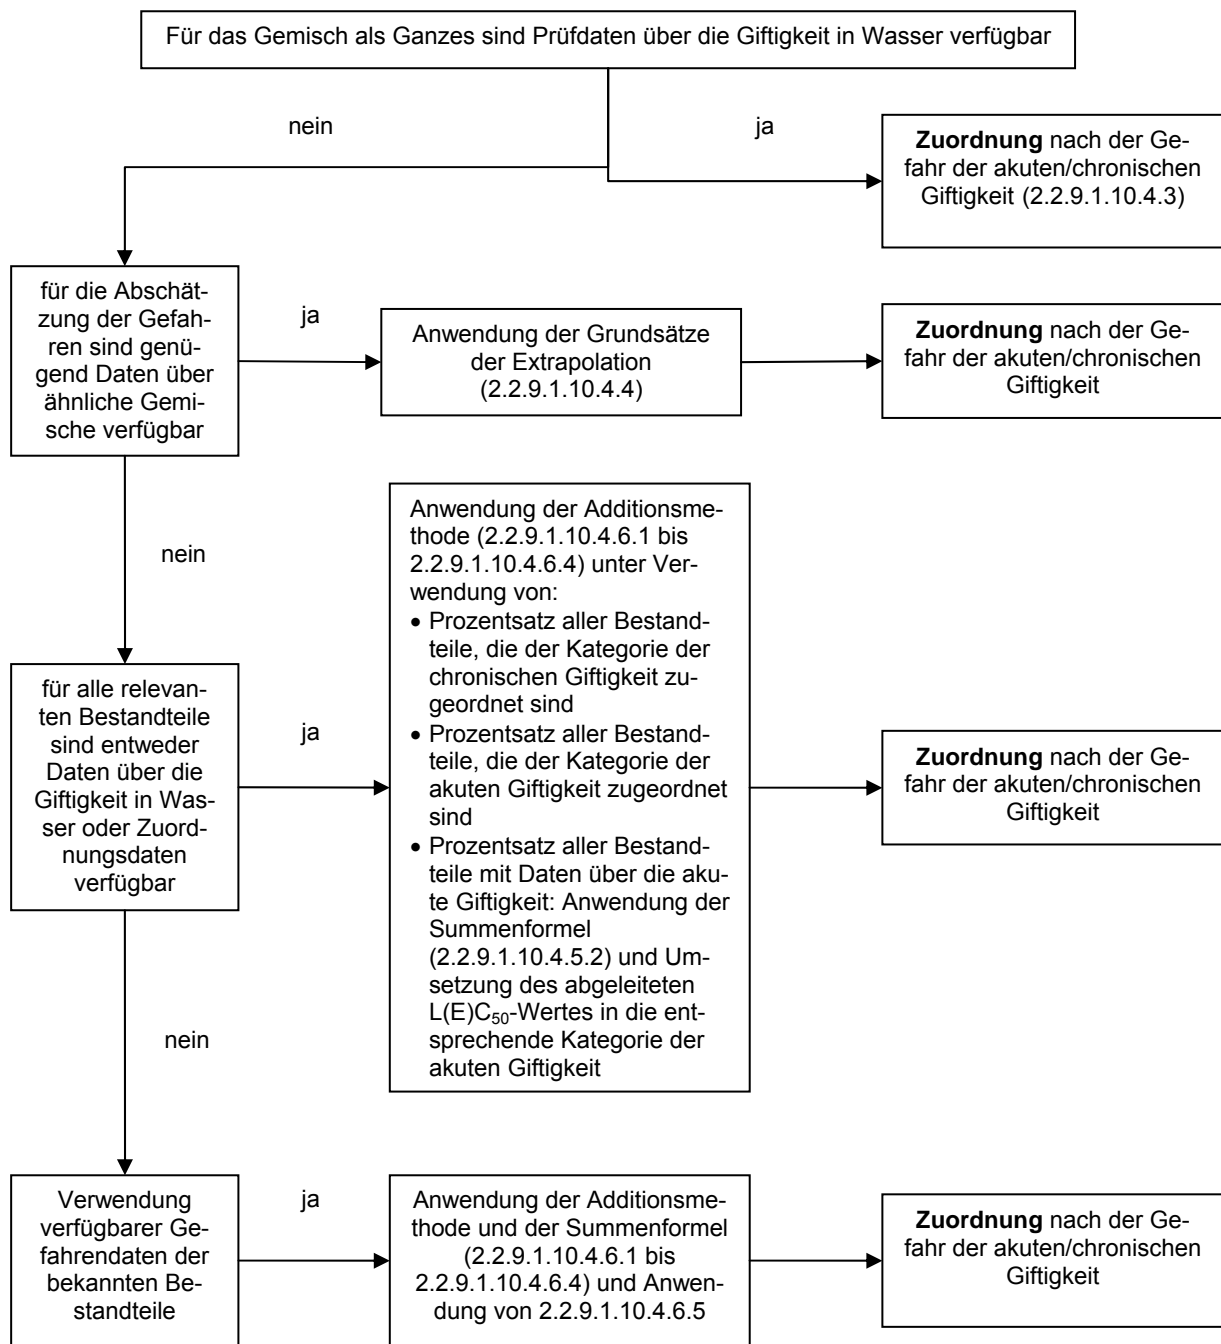 Für das Gemisch als Ganzes sind Prüfdaten über die Giftigkeit in Wasser verfügbar
nein
ja
Zuordnung nach der Ge-
fahr der akuten/chronischen
Giftigkeit (2.2.9.1.10.4.3)
für die Abschät-
zung der Gefah-
ren sind genü-
gend Daten über
ähnliche Gemi-
sche verfügbar
ja
Anwendung der Grundsätze
der Extrapolation
(2.2.9.1.10.4.4)
Zuordnung nach der Ge-
fahr der akuten/chronischen
Giftigkeit
nein
für alle relevan-
ten Bestandteile
sind entweder
Daten über die
Giftigkeit in Was-
ser oder Zuord-
nungsdaten
verfügbar
ja
Anwendung der Additionsme-
thode (2.2.9.1.10.4.6.1 bis
2.2.9.1.10.4.6.4) unter Ver-
wendung von:
• Prozentsatz aller Bestand-
teile, die der Kategorie der
chronischen Giftigkeit zu-
geordnet sind
• Prozentsatz aller Bestand-
teile, die der Kategorie der
akuten Giftigkeit zugeordnet
sind
• Prozentsatz aller Bestand-
teile mit Daten über die aku-
te Giftigkeit: Anwendung der
Summenformel
(2.2.9.1.10.4.5.2) und Um-
setzung des abgeleiteten
L(E)C₅₀-Wertes in die ent-
sprechende Kategorie der
akuten Giftigkeit
Zuordnung nach der Ge-
fahr der akuten/chronischen
Giftigkeit
nein
Verwendung
verfügbarer Ge-
fahrendaten der
bekannten Be-
standteile
ja
Anwendung der Additionsme-
thode und der Summenformel
(2.2.9.1.10.4.6.1 bis
2.2.9.1.10.4.6.4) und Anwen-
dung von 2.2.9.1.10.4.6.5
Zuordnung nach der Ge-
fahr der akuten/chronischen
Giftigkeit